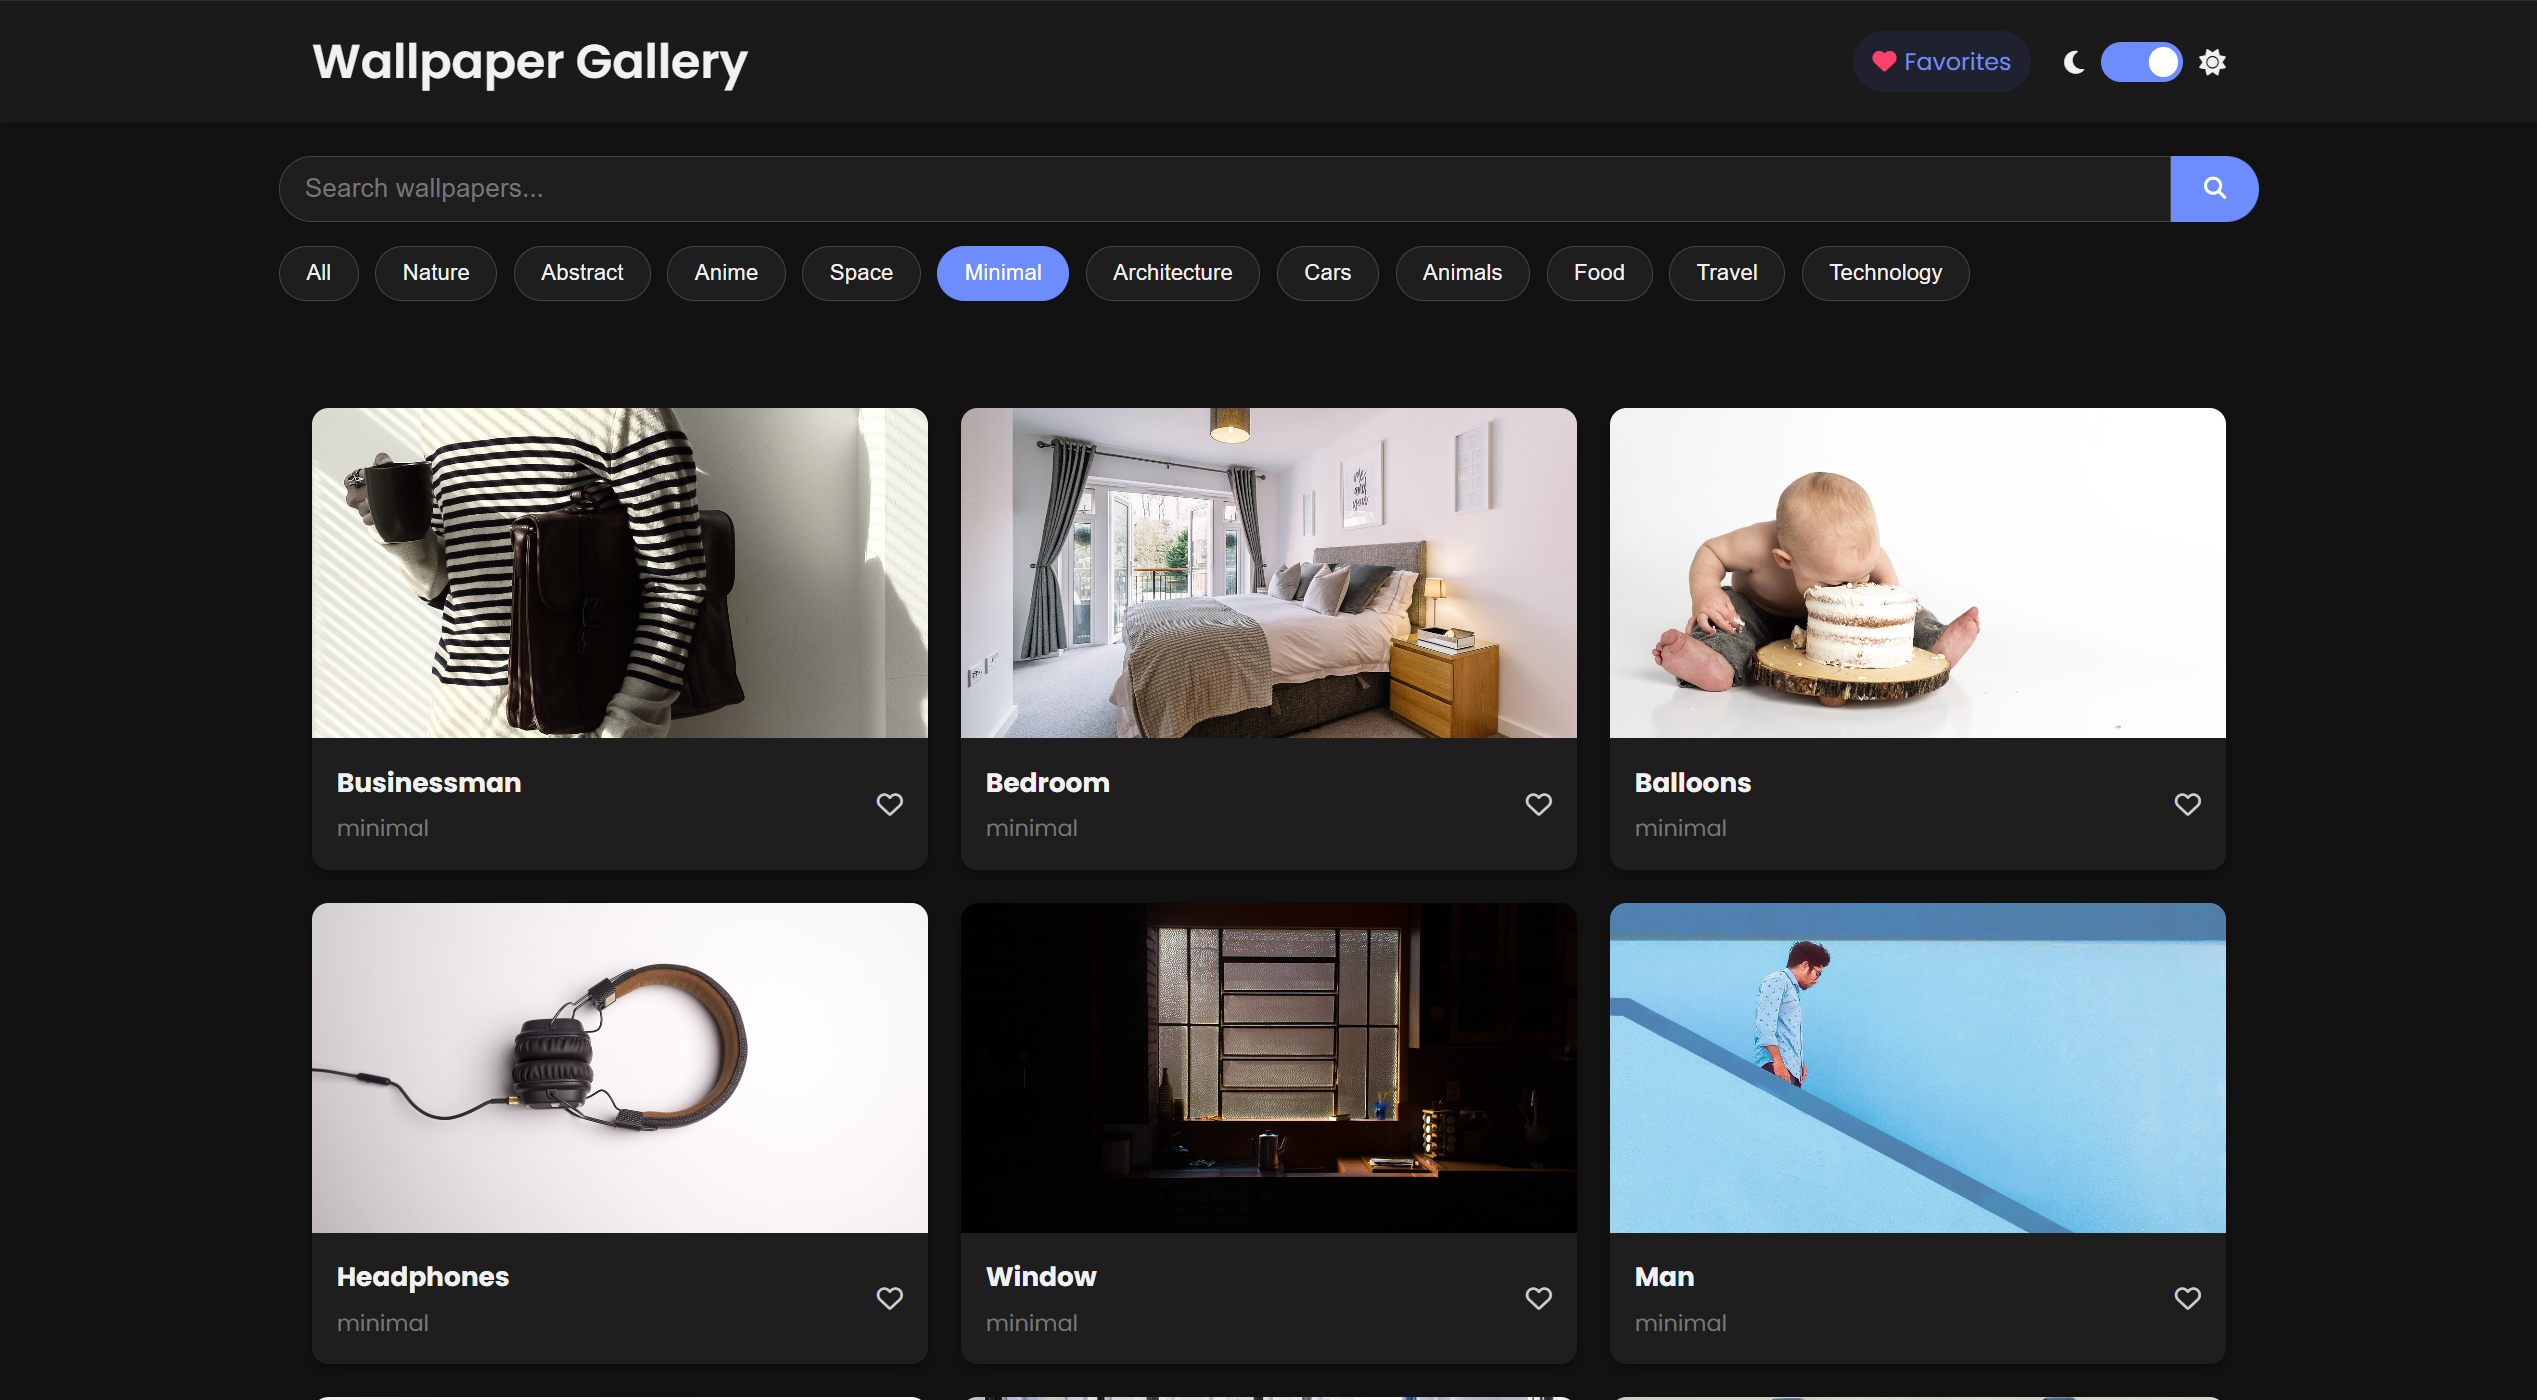 Wallpaper Gallery
Favorites
Search wallpapers...
All Nature Abstract Anime Space Minimal Architecture Cars Animals Food Travel Technology
Businessman
minimal
Bedroom
minimal
Balloons
minimal
Headphones
minimal
Window
minimal
Man
minimal